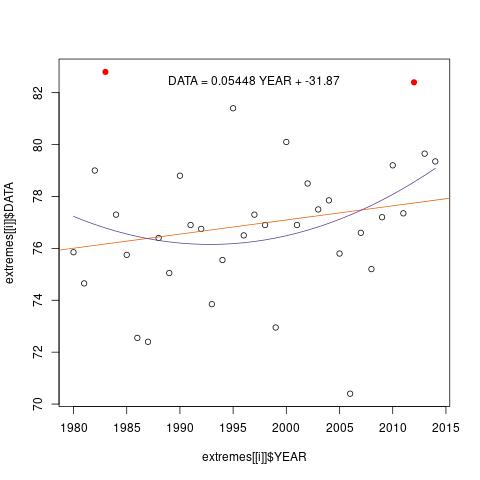 DATA = 0.05448 YEAR + -31.87
82
80
78
76
74
72
70
extremes[[i]]$DATA
1980 1985 1990 1995 2000 2005 2010 2015
extremes[[i]]$YEAR